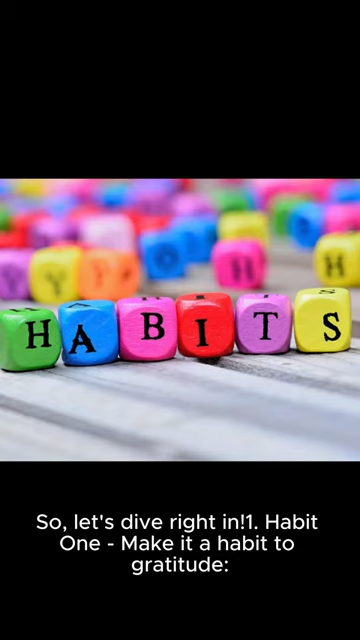 Y Y O H H
HABITS
So, let's dive right in!1. Habit
One - Make it a habit to
gratitude: